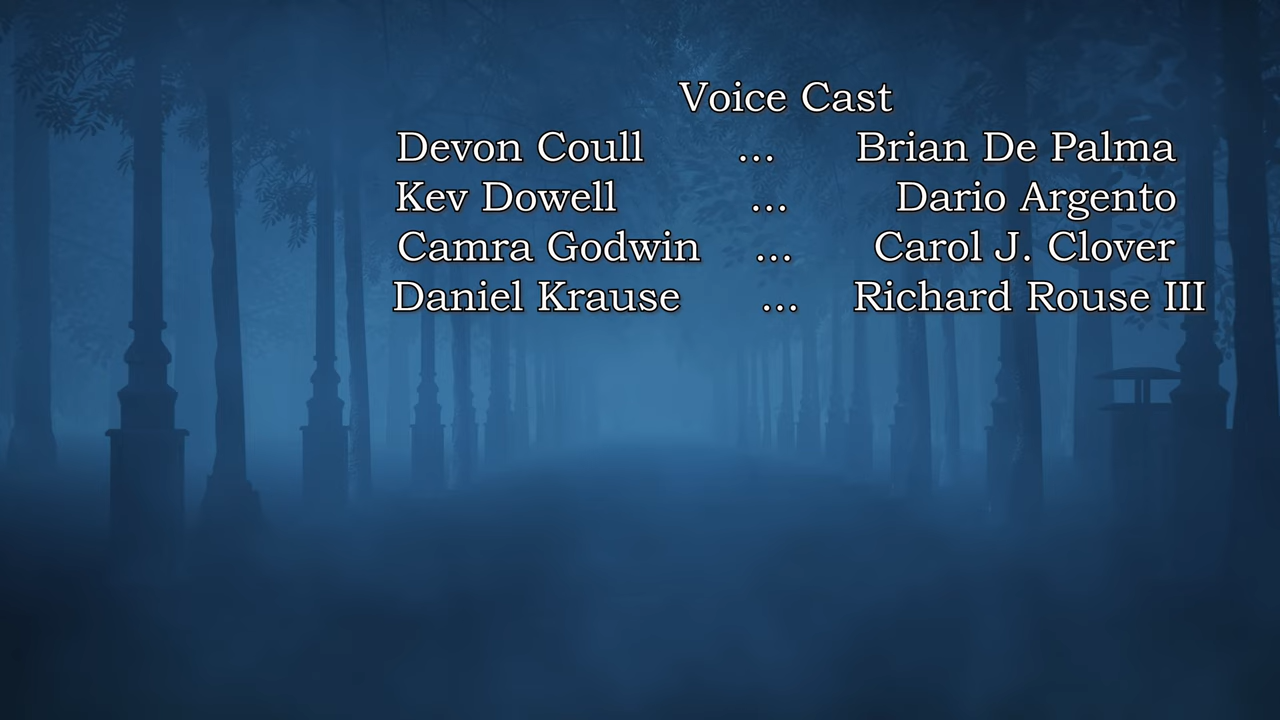 Voice Cast
Devon Coull ... Brian De Palma
Kev Dowell ... Dario Argento
Camra Godwin ... Carol J. Clover
Daniel Krause ... Richard Rouse III